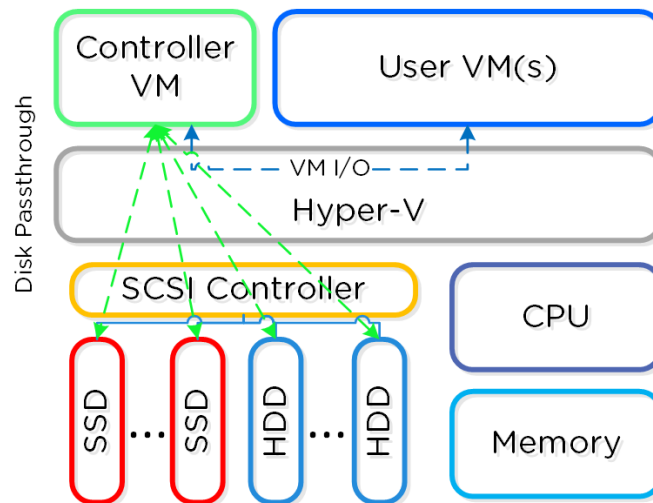 Controller
VM
User VM(s)
Disk Passthrough
VM I/O
Hyper-V
SCSI Controller
CPU
SSD
...
SSD
HDD
...
HDD
Memory